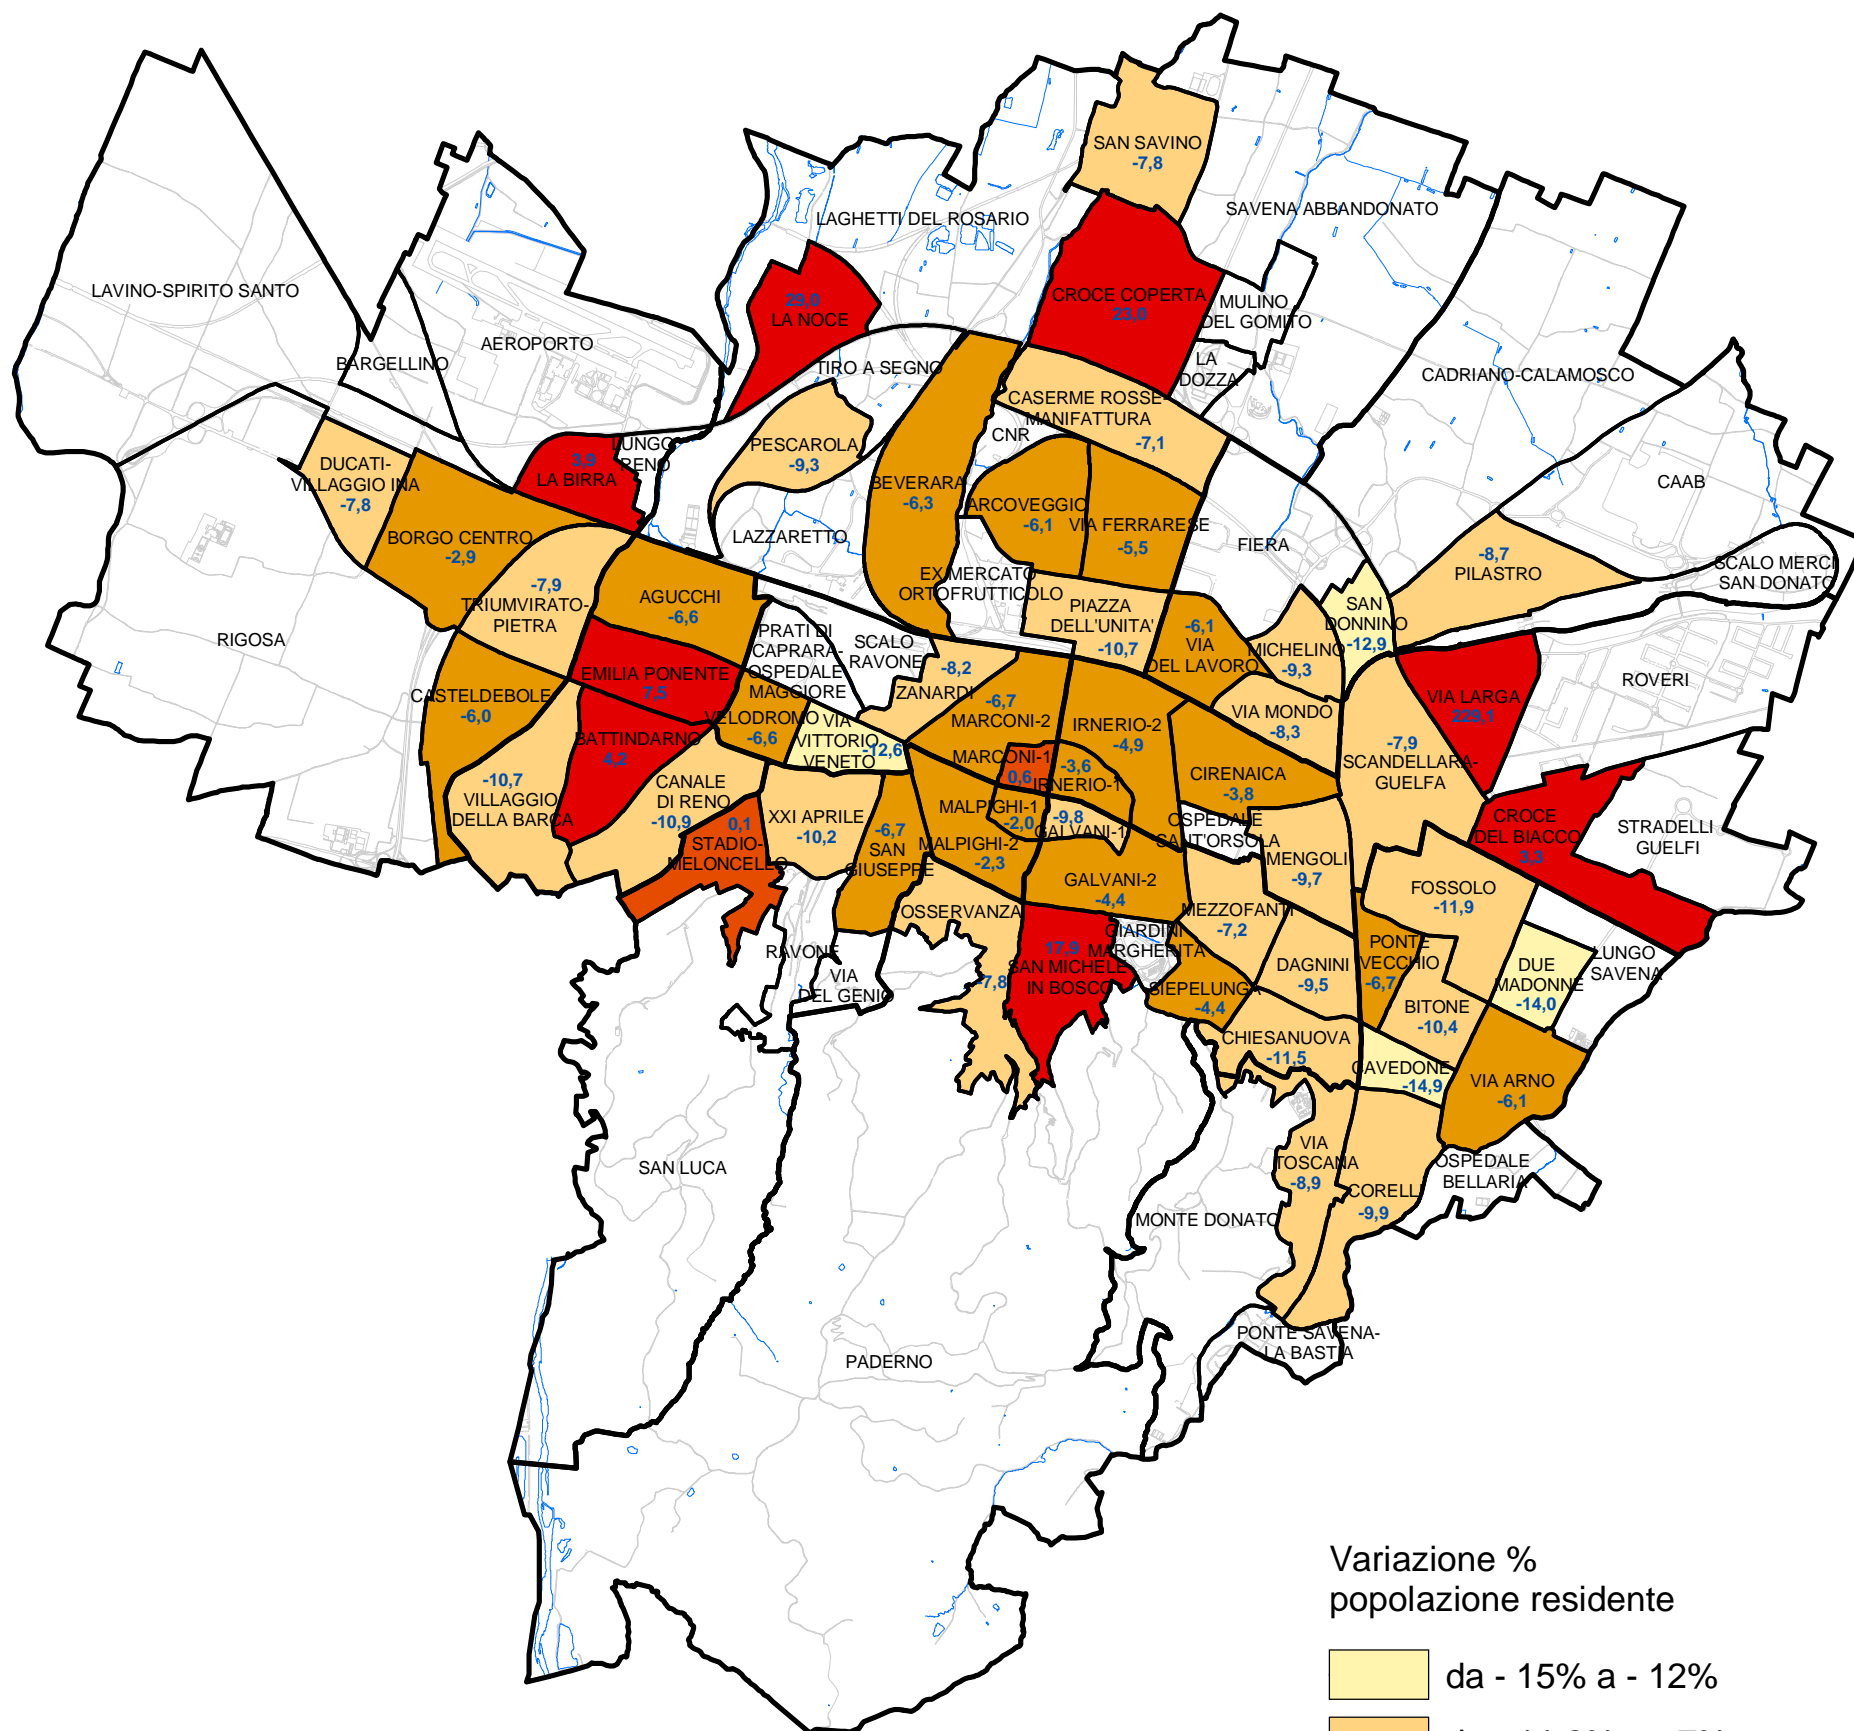 SAN SAVINO
-7,8
LAGHETTI DEL ROSARIO
SAVENA ABBANDONATO
LAVINO-SPIRITO SANTO
CROCE COPERTA
23,0
29,0
LA NOCE
MULINO
DEL GOMITO
AEROPORTO
BARGELLINO
TIRO A SEGNO
LA
DOZZA
CADRIANO-CALAMOSCO
CASERME ROSSE-
MANIFATTURA
-7,1
CNR
LUNGO
RENO
PESCAROLA
-9,3
3,9
LA BIRRA
DUCATI-
VILLAGGIO INA
-7,8
BEVERARA
-6,3
CAAB
ARCOVEGGIO
-6,1
VIA FERRARESE
-5,5
BORGO CENTRO
-2,9
LAZZARETTO
FIERA
-8,7
PILASTRO
SCALO MERCI
SAN DONATO
EX MERCATO
ORTOFRUTTICOLO
-7,9
TRIUMVIRATO-
PIETRA
AGUCCHI
-6,6
PIAZZA
DELL'UNITA'
-10,7
SAN
DONNINO
-12,9
-6,1
VIA
DEL LAVORO
RIGOSA
PRATI DI
CAPRARA-
OSPEDALE
MAGGIORE
SCALO
RAVONE
MICHELINO
-9,3
EMILIA PONENTE
7,5
-8,2
ZANARDI
ROVERI
CASTELDEBOLE
-6,0
VIA LARGA
229,1
-6,7
MARCONI-2
VELODROMO
-6,6
VIA
VITTORIO
VENETO
-12,6
IRNERIO-2
-4,9
VIA MONDO
-8,3
BATTINDARNO
4,2
-7,9
SCANDELLARA-
GUELFA
MARCONI-1
0,6
-3,6
IRNERIO-1
CIRENAICA
-3,8
-10,7
VILLAGGIO
DELLA BARCA
CANALE
DI RENO
-10,9
XXI APRILE
-10,2
MALPIGHI-1
-2,0
-9,8
GALVANI-1
OSPEDALE
SANT'ORSOLA
CROCE
DEL BIACCO
3,3
STRADELLI
GUELFI
0,1
STADIO-
MELONCELLO
-6,7
SAN
GIUSEPPE
MALPIGHI-2
-2,3
MENGOLI
-9,7
GALVANI-2
-4,4
FOSSOLO
-11,9
OSSERVANZA
-7,8
MEZZOFANTI
-7,2
GIARDINI
MARGHERITA
RAVONE
17,9
SAN MICHELE
IN BOSCO
PONTE
VECCHIO
-6,7
LUNGO
SAVENA
DAGNINI
-9,5
DUE
MADONNE
-14,0
VIA
DEL GENIO
SIEPELUNGA
-4,4
BITONE
-10,4
CHIESANUOVA
-11,5
CAVEDONE
-14,9
VIA ARNO
-6,1
VIA
TOSCANA
-8,9
SAN LUCA
OSPEDALE
BELLARIA
CORELLI
-9,9
MONTE DONATO
PONTE SAVENA-
LA BASTIA
PADERNO
Variazione %
popolazione residente
da - 15% a - 12%